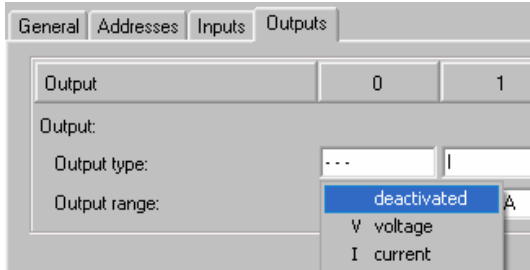 General Addresses Inputs Outputs
Output 0 1
Output:
Output type: --- I
Output range: A
deactivated
V voltage
I current